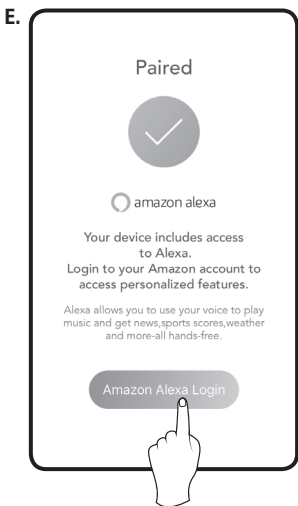 E.
Paired
amazon alexa
Your device includes access
to Alexa.
Login to your Amazon account to
access personalized features.
Alexa allows you to use your voice to play
music and get news,sports scores,weather
and more-all hands-free.
Amazon Alexa Login